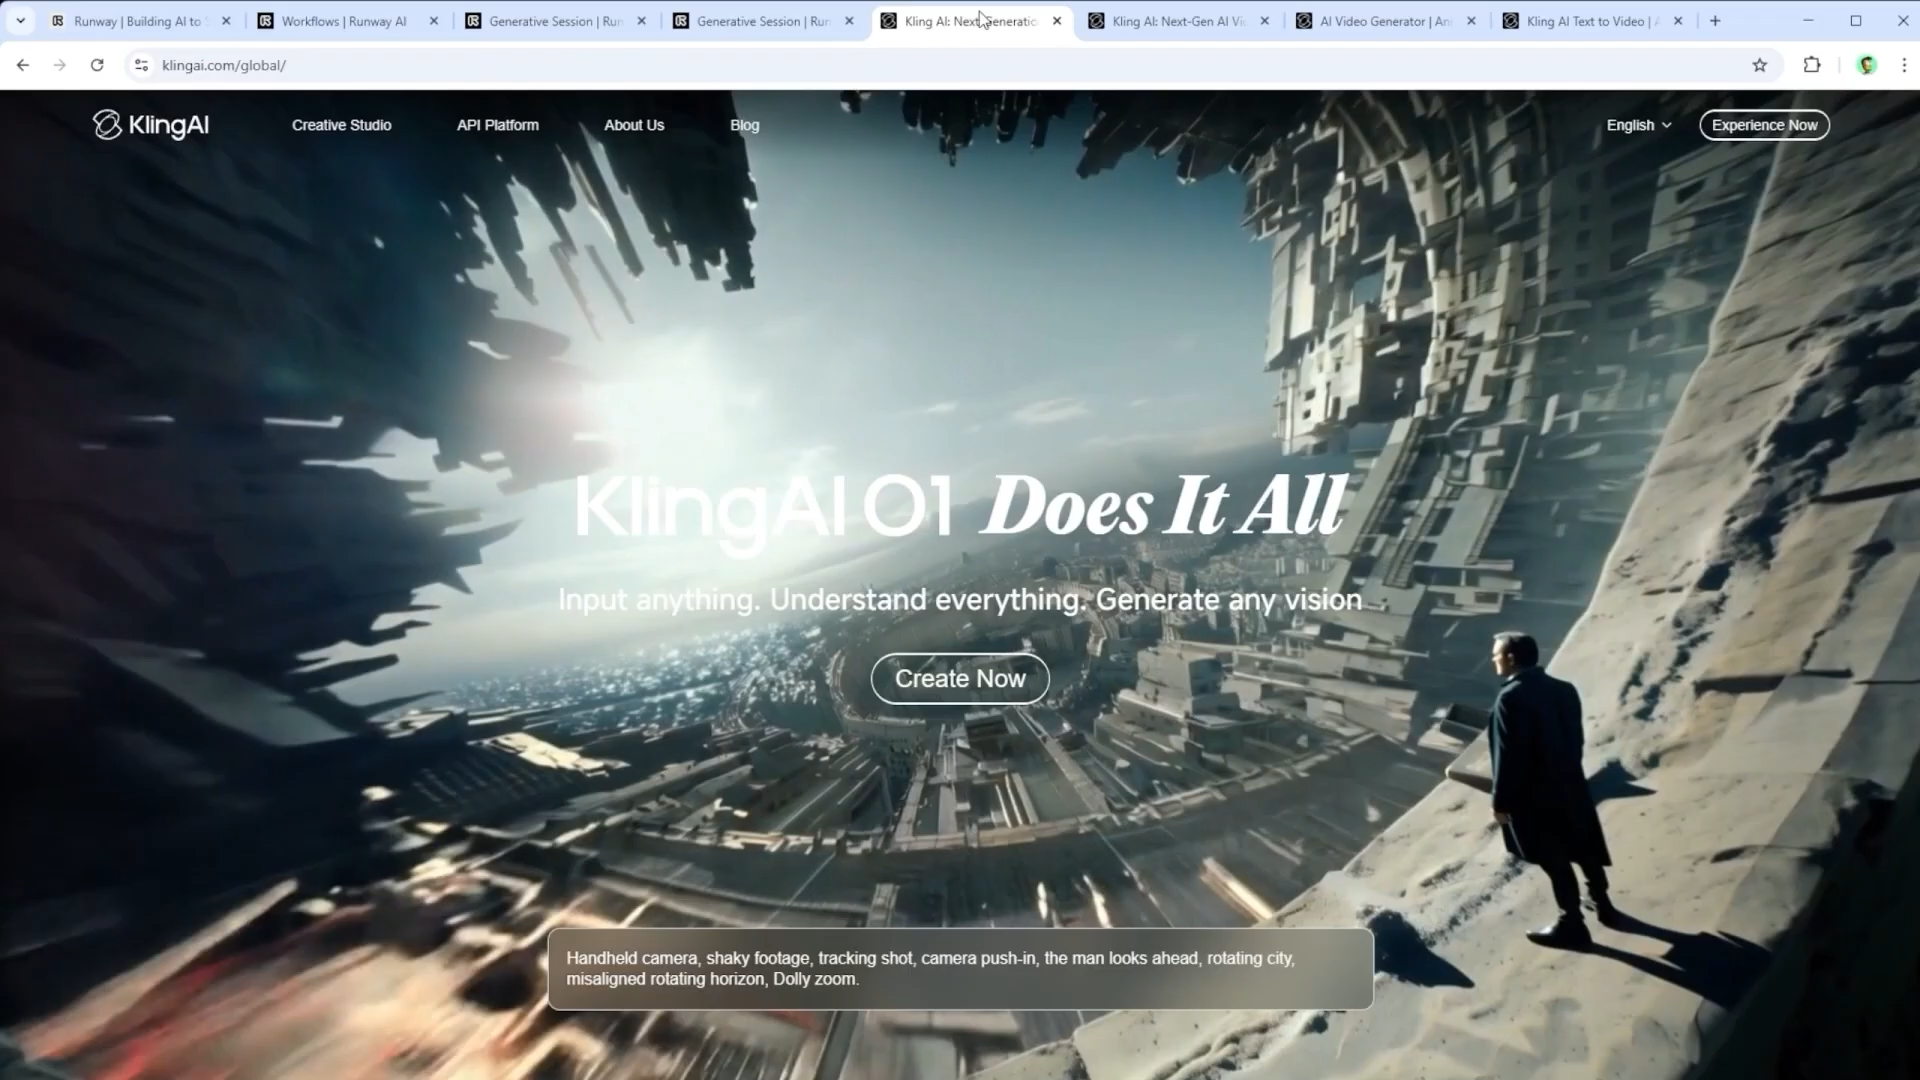 Runway | Building AI to S
Workflows | Runway AI
Generative Session | Run
Generative Session | Run
Kling AI: Next-Generatio
Kling AI: Next-Gen AI Vi
AI Video Generator | An
Kling AI Text to Video |
klingai.com/global/
KlingAI
Creative Studio
API Platform
About Us
Blog
English
Experience Now
KlingAI O1 Does It All
Input anything. Understand everything. Generate any vision
Create Now
Handheld camera, shaky footage, tracking shot, camera push-in, the man looks ahead, rotating city,
misaligned rotating horizon, Dolly zoom.